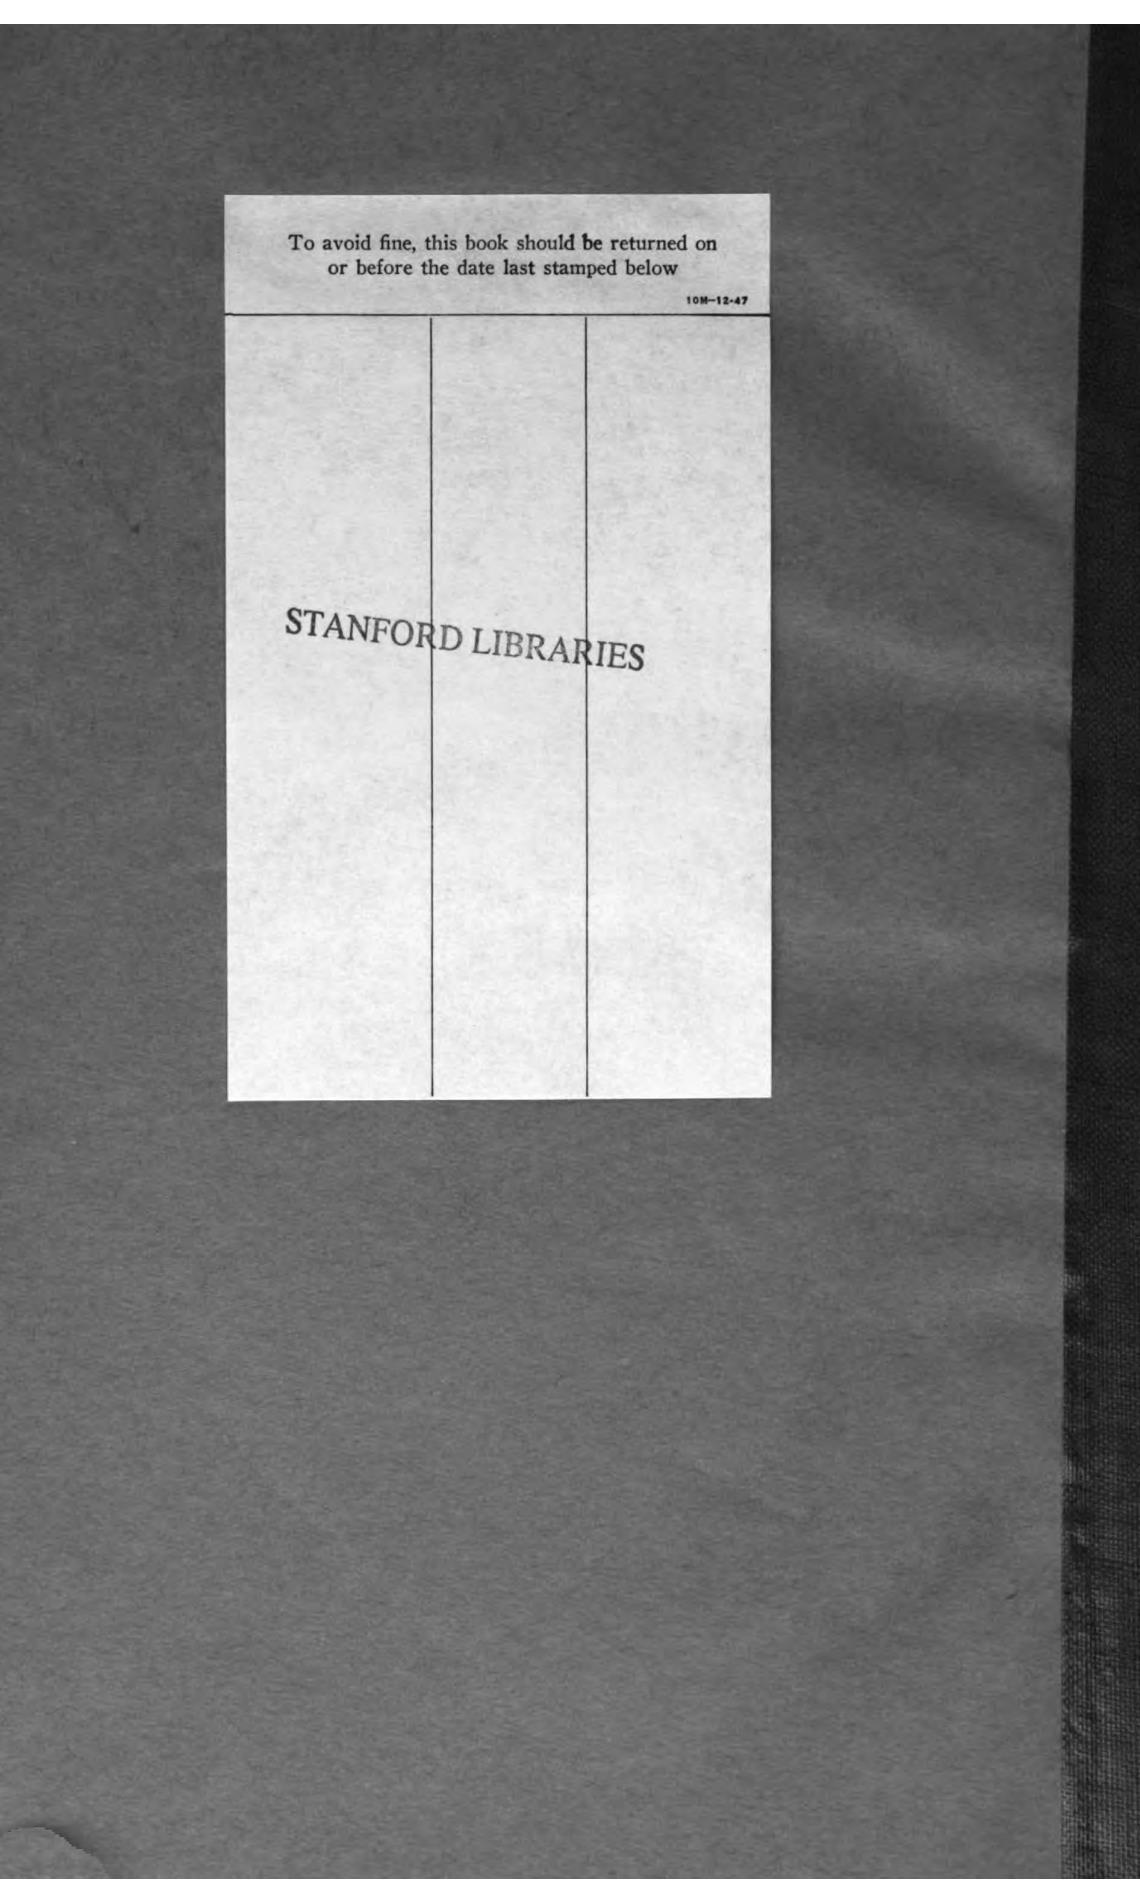 To avoid fine, this book should be returned on
or before the date last stamped below
10M—12-47
STANFORD LIBRARIES